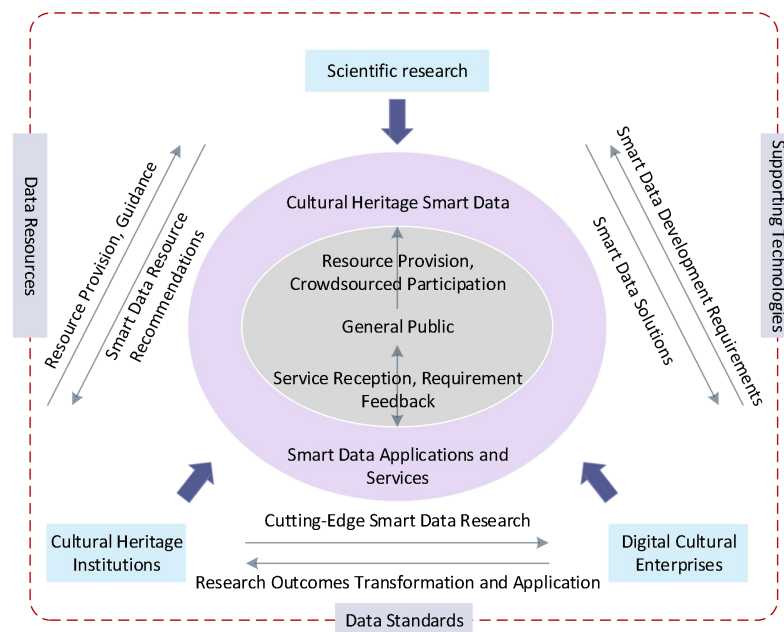 Scientific research
Data Resources
Resource Provision, Guidance
Smart Data Resource
Recommendations
Cultural Heritage Smart Data
Resource Provision,
Crowdsourced Participation
General Public
Service Reception, Requirement
Feedback
Smart Data Applications and
Services
Smart Data Solutions
Smart Data Development Requirements
Supporting Technologies
Cultural Heritage
Institutions
Cutting-Edge Smart Data Research
Research Outcomes Transformation and Application
Digital Cultural
Enterprises
Data Standards